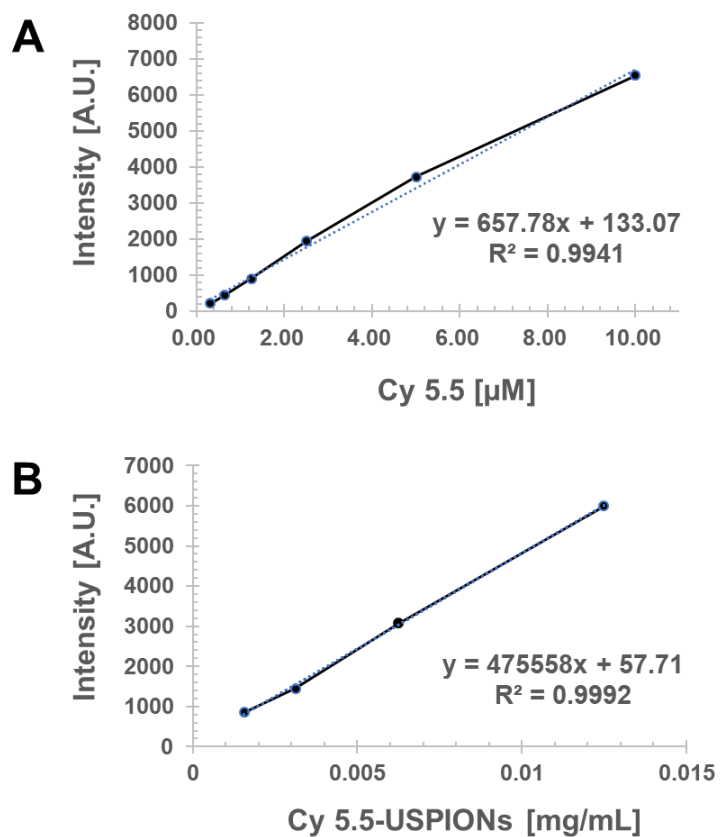 A
Intensity [A.U.]
8000
7000
6000
5000
4000
3000
2000
1000
0
y = 657.78x + 133.07
R² = 0.9941
0.00 2.00 4.00 6.00 8.00 10.00
Cy 5.5 [µM]
B
Intensity [A.U.]
7000
6000
5000
4000
3000
2000
1000
0
y = 475558x + 57.71
R² = 0.9992
0 0.005 0.01 0.015
Cy 5.5-USPIONs [mg/mL]